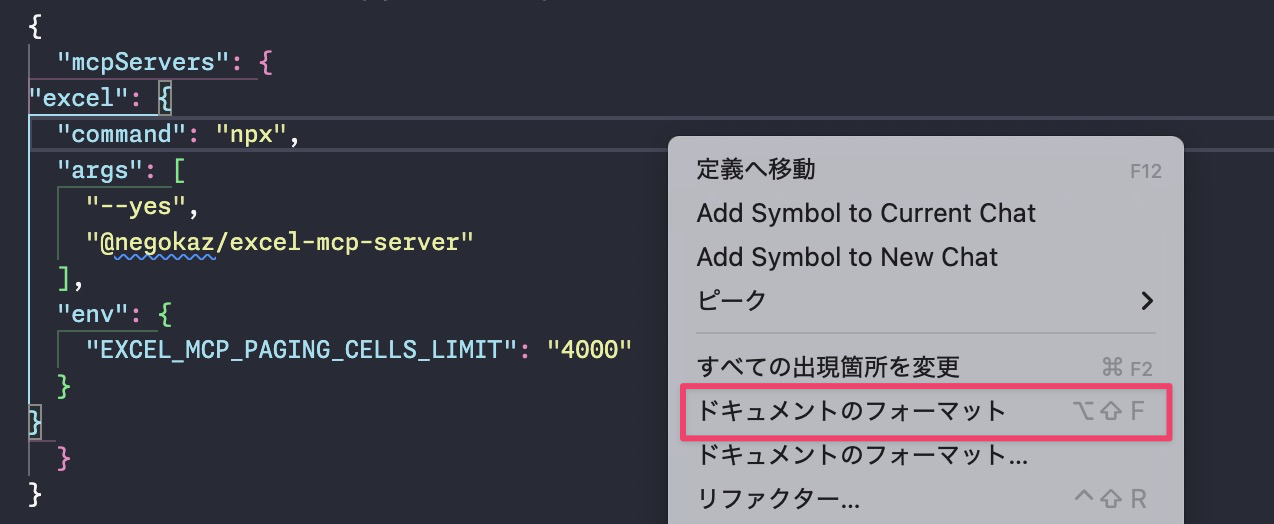 {
  "mcpServers": {
"excel": {
  "command": "npx",
  "args": [
    "--yes",
    "@negokaz/excel-mcp-server"
  ],
  "env": {
    "EXCEL_MCP_PAGING_CELLS_LIMIT": "4000"
  }
}
  }
}
定義へ移動 F12
Add Symbol to Current Chat
Add Symbol to New Chat
ピーク
すべての出現箇所を変更 ⌘ F2
ドキュメントのフォーマット ⌥⇧ F
ドキュメントのフォーマット...
リファクター... ^⇧ R